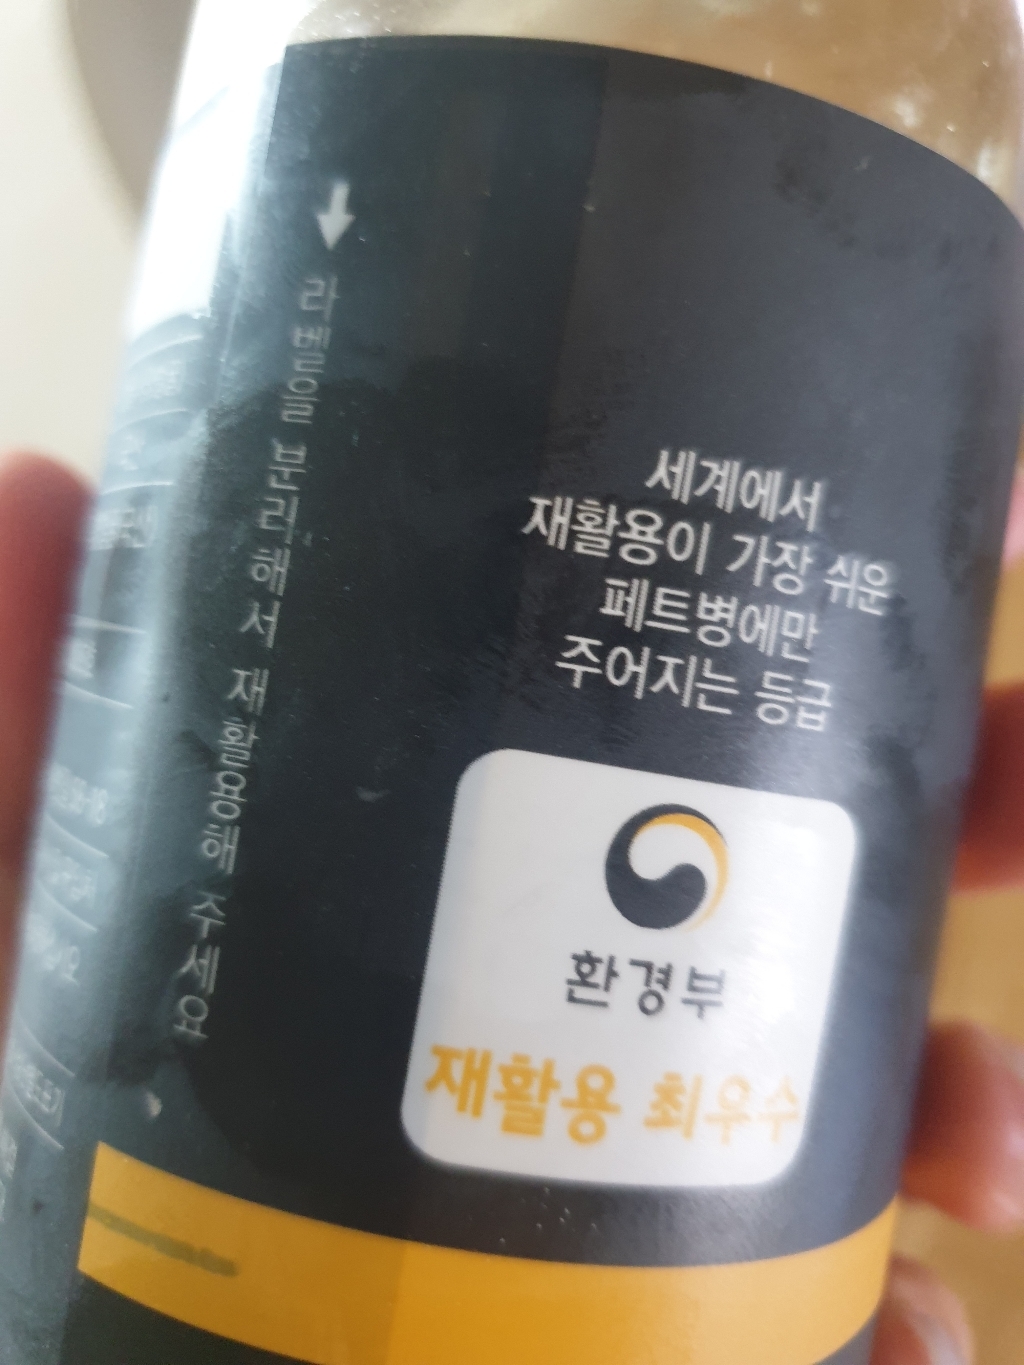 라벨을 분리해서 재활용해 주세요
세계에서
재활용이 가장 쉬운
페트병에만
주어지는 등급
환경부
재활용 최우수